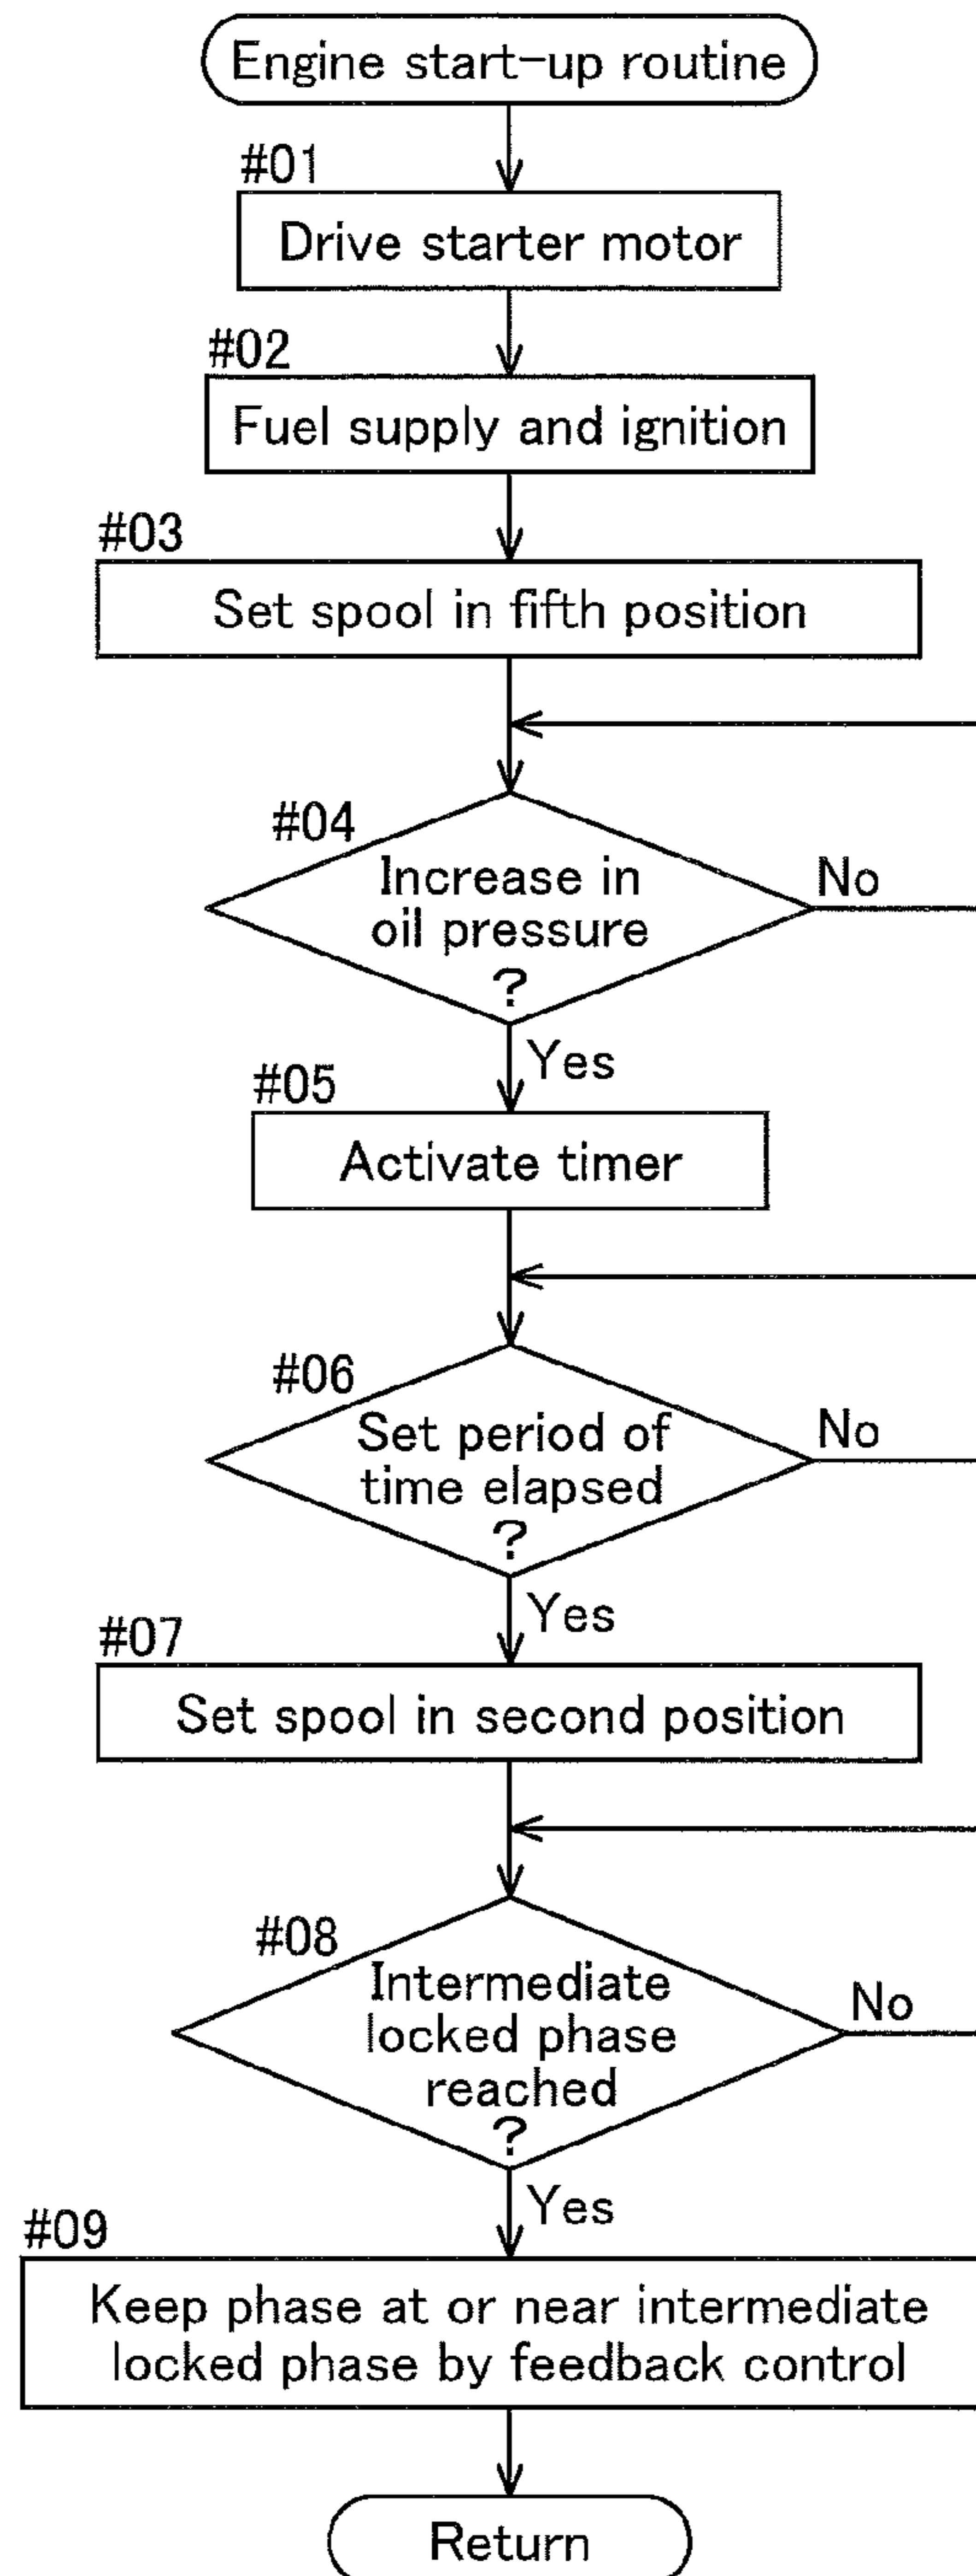 Engine start-up routine
#01
Drive starter motor
#02
Fuel supply and ignition
#03
Set spool in fifth position
#04
Increase in
oil pressure
?
No
Yes
#05
Activate timer
#06
Set period of
time elapsed
?
No
Yes
#07
Set spool in second position
#08
Intermediate
locked phase
reached
?
No
Yes
#09
Keep phase at or near intermediate
locked phase by feedback control
Return